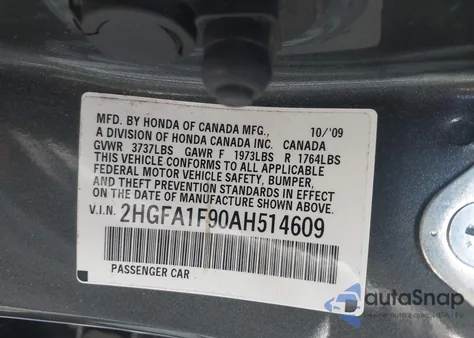 MFD. BY HONDA OF CANADA MFG., 10/'09
A DIVISION OF HONDA CANADA INC. CANADA
GVWR 3737LBS GAWR F 1973LBS R 1764LBS
THIS VEHICLE CONFORMS TO ALL APPLICABLE
FEDERAL MOTOR VEHICLE SAFETY, BUMPER,
AND THEFT PREVENTION STANDARDS IN EFFECT
ON THE DATE OF MANUFACTURE SHOWN ABOVE.
V.I.N. 2HGFA1F90AH514609
PASSENGER CAR
autaSnap